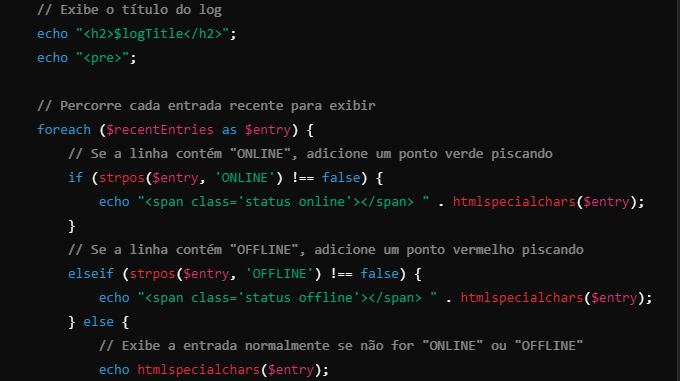 // Exibe o título do log
echo "<h2>$logTitle</h2>";
echo "<pre>";
// Percorre cada entrada recente para exibir
foreach ($recentEntries as $entry) {
// Se a linha contém "ONLINE", adicione um ponto verde piscando
if (strpos($entry, 'ONLINE') !== false) {
echo "<span class='status online'></span> " . htmlspecialchars($entry);
}
// Se a linha contém "OFFLINE", adicione um ponto vermelho piscando
elseif (strpos($entry, 'OFFLINE') !== false) {
echo "<span class='status offline'></span> " . htmlspecialchars($entry);
} else {
// Exibe a entrada normalmente se não for "ONLINE" ou "OFFLINE"
echo htmlspecialchars($entry);